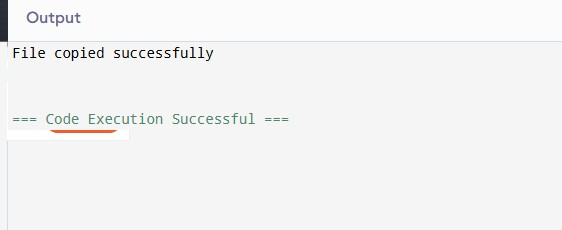 Output
File copied successfully
=== Code Execution Successful ===